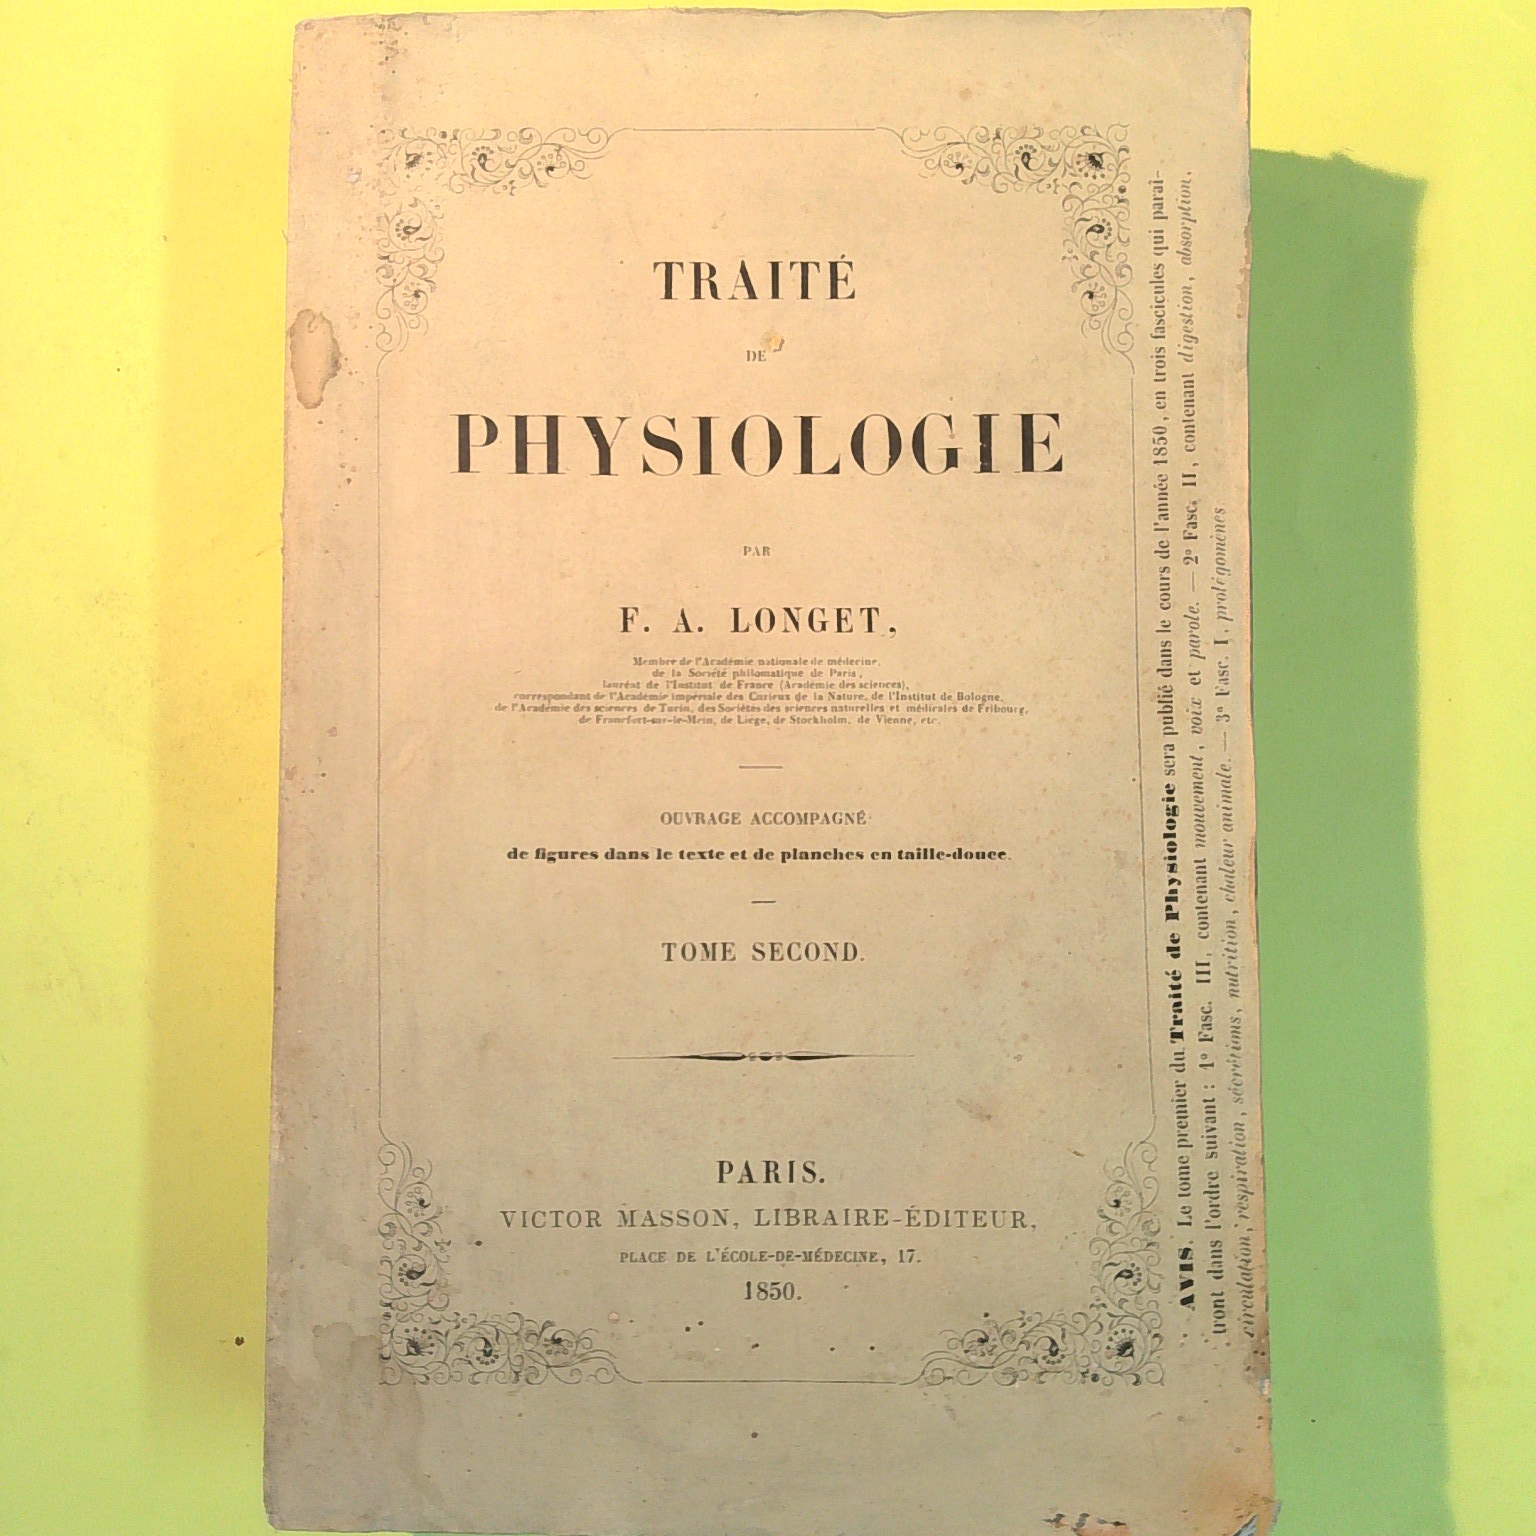 TRAITÉ
DE
PHYSIOLOGIE
PAR
F. A. LONGET,
Membre de l'Académie nationale de médecine,
de la Société philomatique de Paris,
lauréat de l'Institut de France (Académie des sciences),
correspondant de l'Académie impériale des Curieux de la Nature, de l'Institut de Bologne,
de l'Académie des sciences de Turin, des Sociétés des sciences naturelles et médicales de Fribourg,
de Francfort-sur-le-Mein, de Liége, de Stockholm, de Vienne, etc.
OUVRAGE ACCOMPAGNÉ
de figures dans le texte et de planches en taille-douce.
TOME SECOND.
PARIS.
VICTOR MASSON, LIBRAIRE-ÉDITEUR,
PLACE DE L'ÉCOLE-DE-MÉDECINE, 17.
1850.
AVIS. Le tome premier du Traité de Physiologie sera publié dans le cours de l'année 1850, en trois fascicules qui parai-
tront dans l'ordre suivant : 1° Fasc. III, contenant mouvement, voix et parole. — 2° Fasc. II, contenant digestion, absorption,
circulation, respiration, sécrétions, nutrition, chaleur animale. — 3° Fasc. I, prolégomènes.